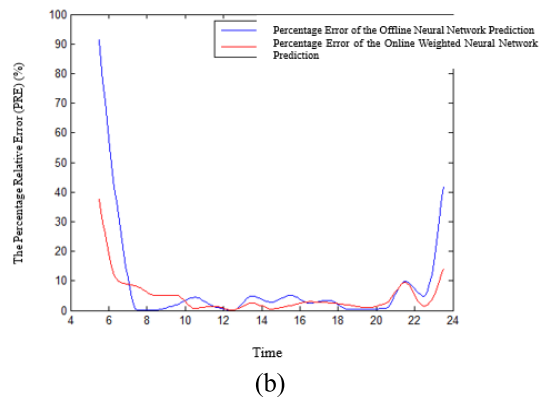 Percentage Error of the Offline Neural Network Prediction
Percentage Error of the Online Weighted Neural Network
Prediction
The Percentage Relative Error (PRE) (%)
100
90
80
70
60
50
40
30
20
10
0
4 6 8 10 12 14 16 18 20 22 24
Time
(b)